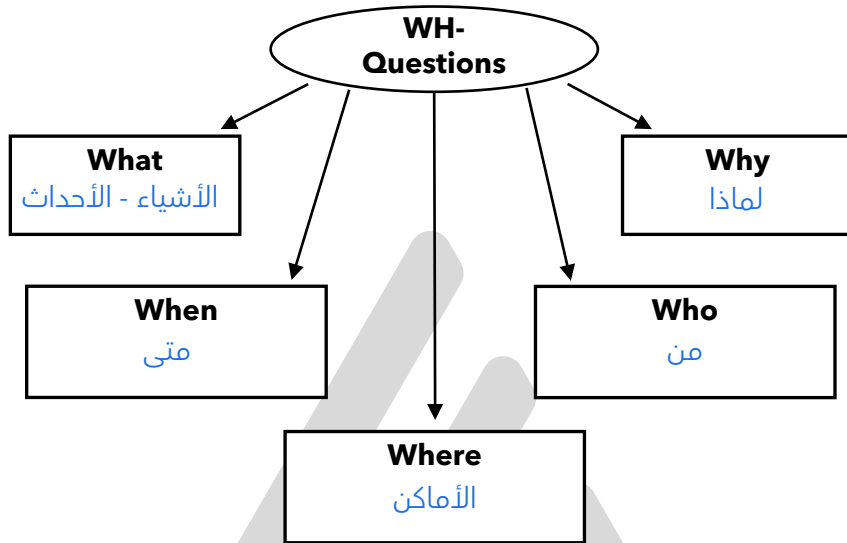 WH-
Questions
What
الأشياء - الأحداث
Why
لماذا
When
متى
Who
من
Where
الأماكن